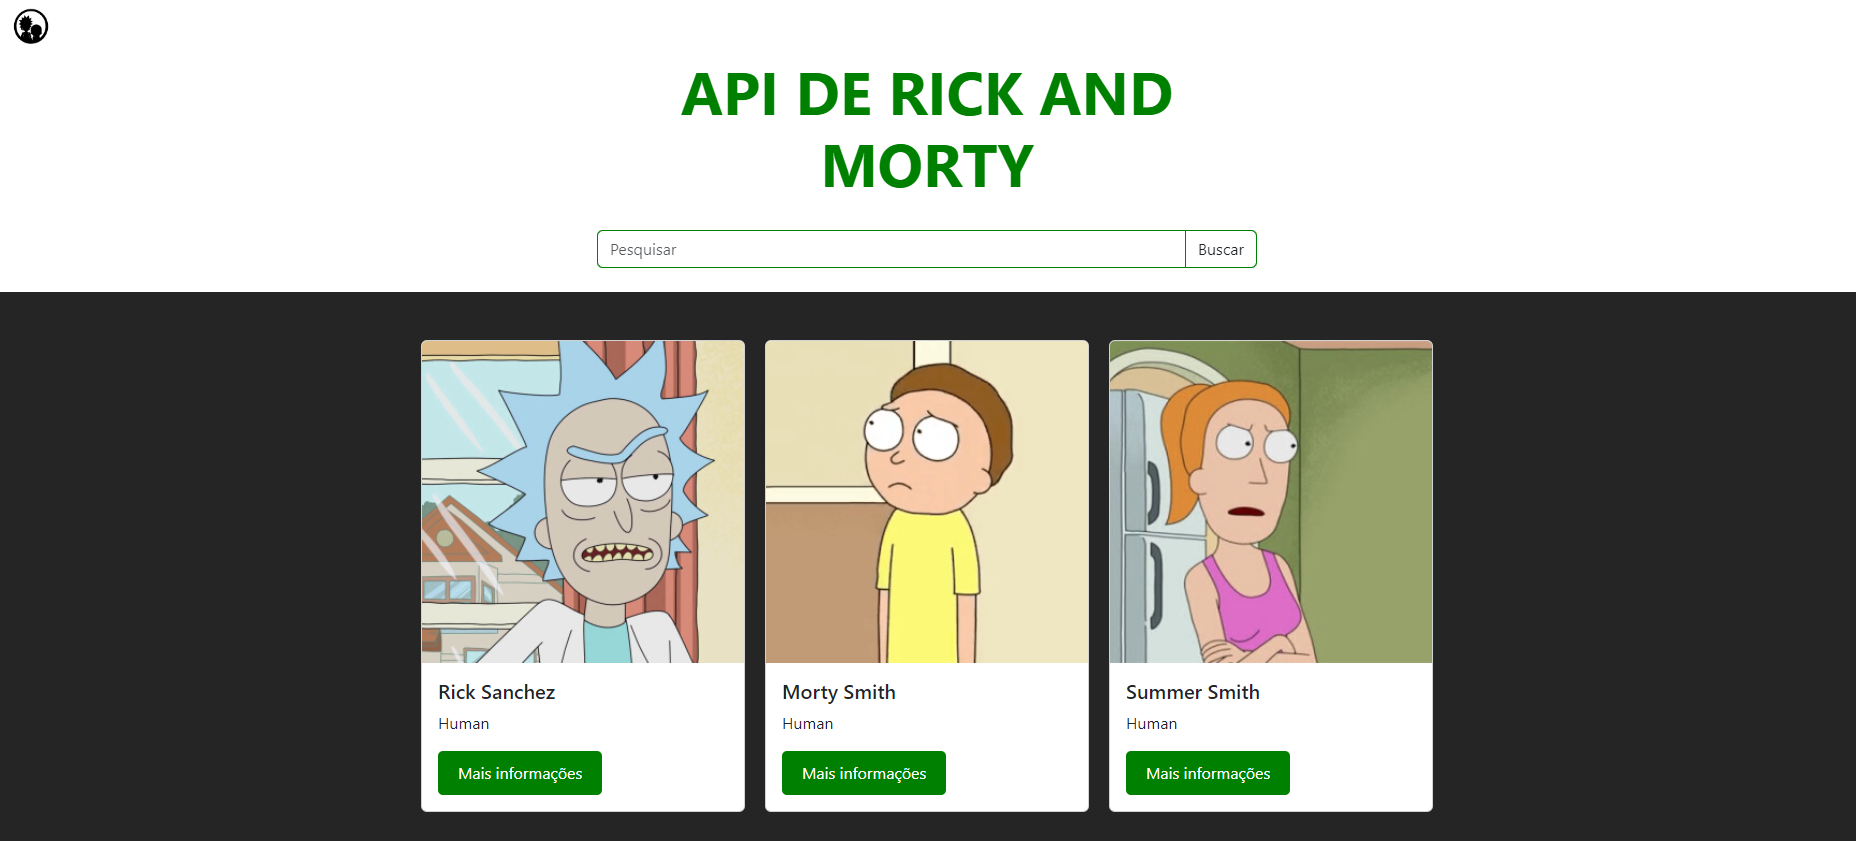 API DE RICK AND
MORTY
Pesquisar
Buscar
Rick Sanchez
Human
Mais informações
Morty Smith
Human
Mais informações
Summer Smith
Human
Mais informações